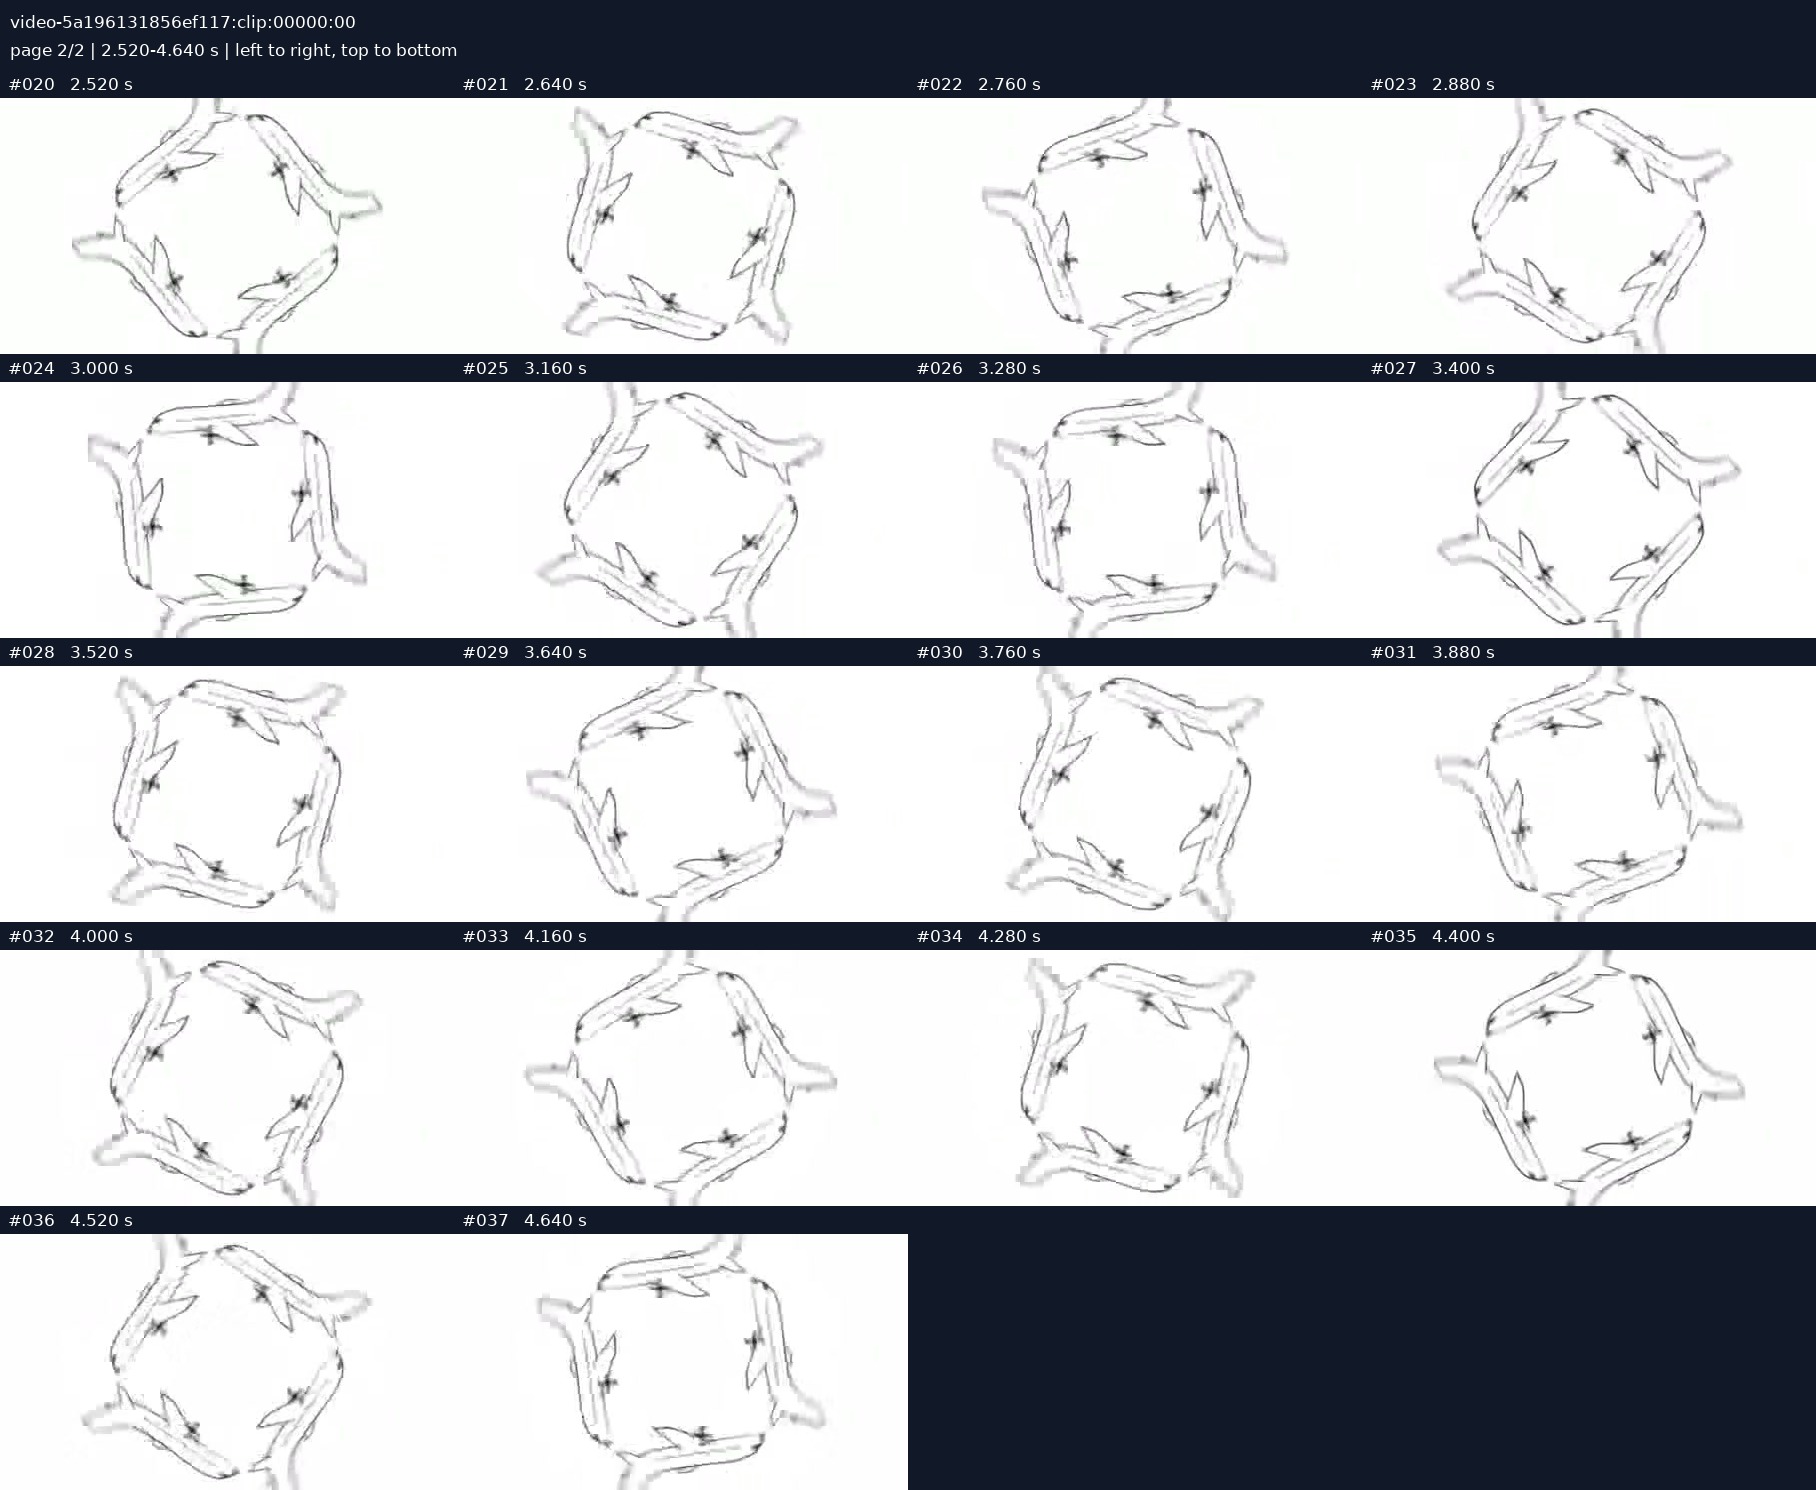 video-5a196131856ef117:clip:00000:00
page 2/2 | 2.520-4.640 s | left to right, top to bottom
#020 2.520 s
#021 2.640 s
#022 2.760 s
#023 2.880 s
#024 3.000 s
#025 3.160 s
#026 3.280 s
#027 3.400 s
#028 3.520 s
#029 3.640 s
#030 3.760 s
#031 3.880 s
#032 4.000 s
#033 4.160 s
#034 4.280 s
#035 4.400 s
#036 4.520 s
#037 4.640 s